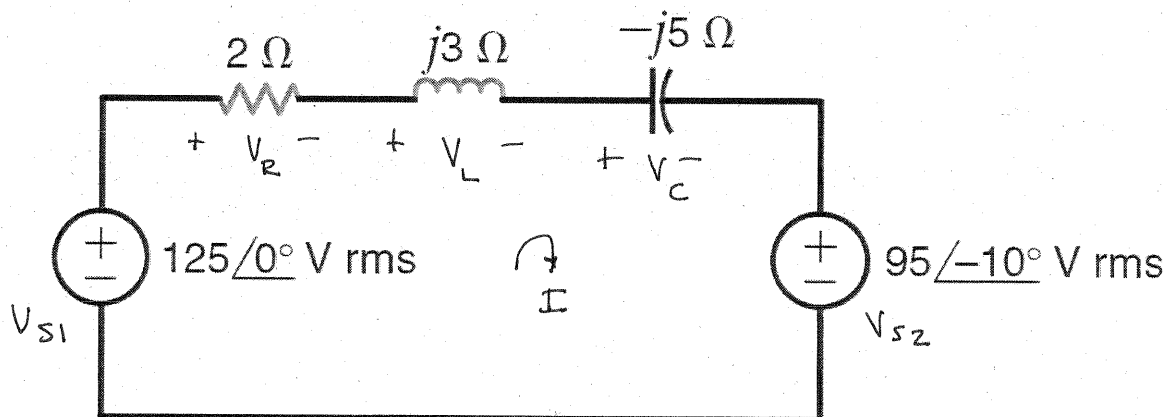 2 Ω
j3 Ω
−j5 Ω
+ V_R −
+ V_L −
+ V_C −
+
−
125/0° V rms
V_S1
I
+
−
95/−10° V rms
V_S2